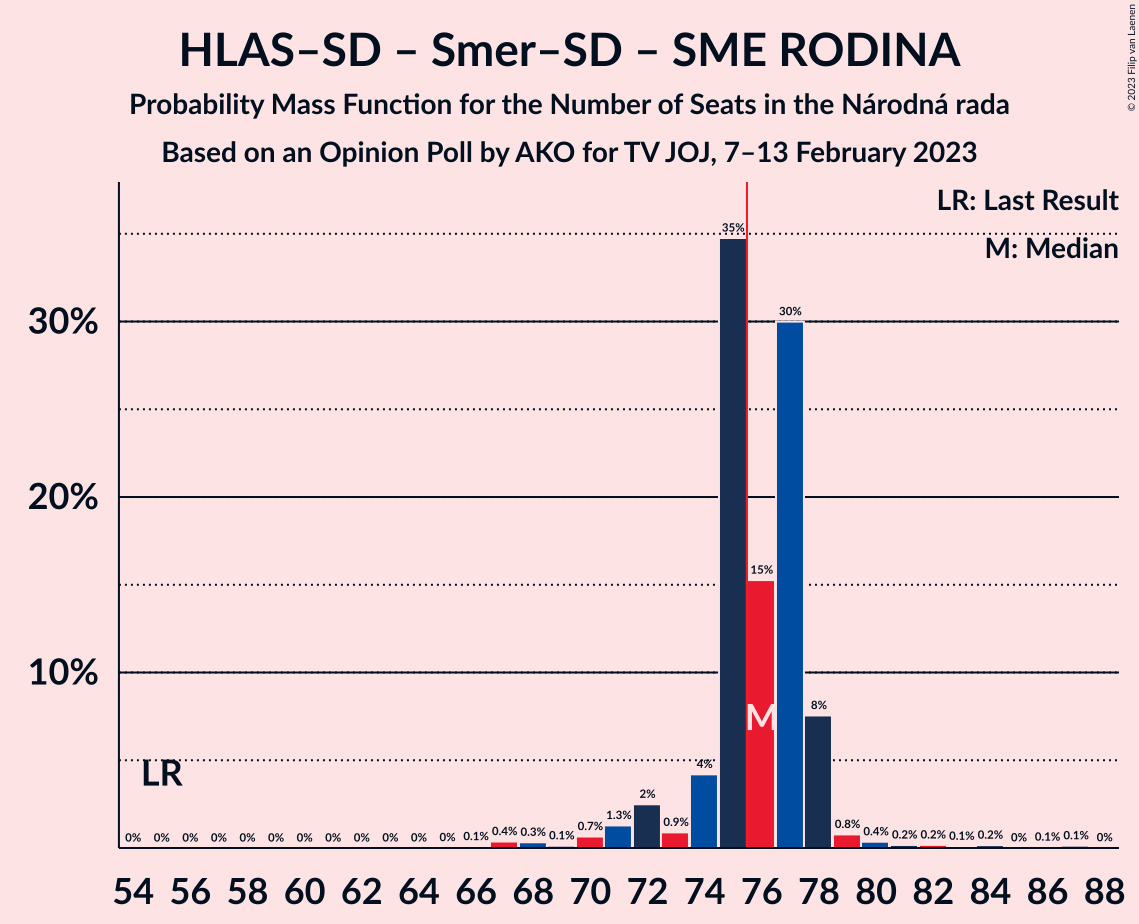 HLAS–SD – Smer–SD – SME RODINA
Probability Mass Function for the Number of Seats in the Národná rada
Based on an Opinion Poll by AKO for TV JOJ, 7–13 February 2023
© 2023 Filip van Laenen
LR: Last Result
M: Median
30%
20%
10%
LR
M
0% 0% 0% 0% 0% 0% 0% 0% 0% 0% 0% 0% 0.1% 0.4% 0.3% 0.1% 0.7% 1.3% 2% 0.9% 4% 35% 15% 30% 8% 0.8% 0.4% 0.2% 0.2% 0.1% 0.2% 0% 0.1% 0.1% 0%
54 56 58 60 62 64 66 68 70 72 74 76 78 80 82 84 86 88